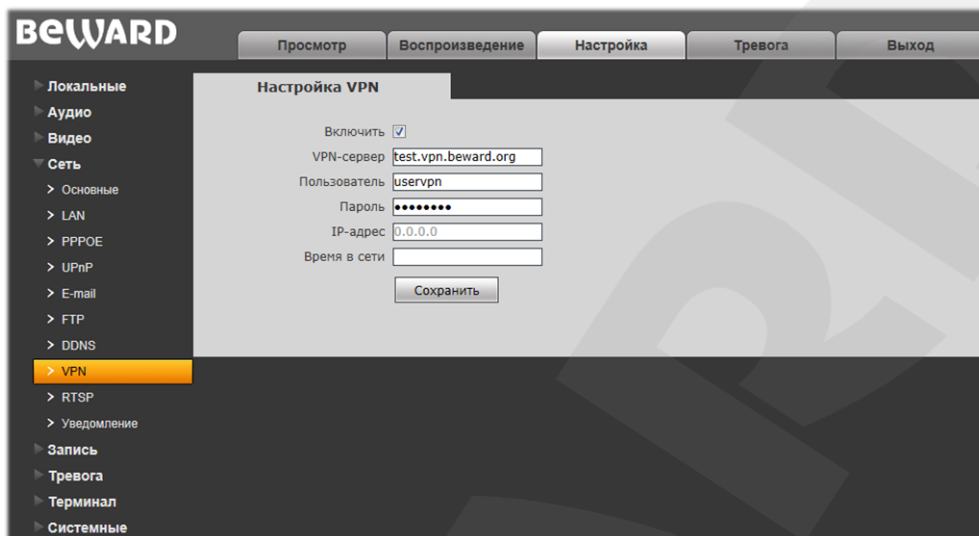 BEWARD
Просмотр Воспроизведение Настройка Тревога Выход
Локальные
Аудио
Видео
Сеть
Основные
LAN
PPPOE
UPnP
E-mail
FTP
DDNS
VPN
RTSP
Уведомление
Запись
Тревога
Терминал
Системные
Настройка VPN
Включить
VPN-сервер test.vpn.beward.org
Пользователь uservpn
Пароль ••••••••
IP-адрес 0.0.0.0
Время в сети
Сохранить